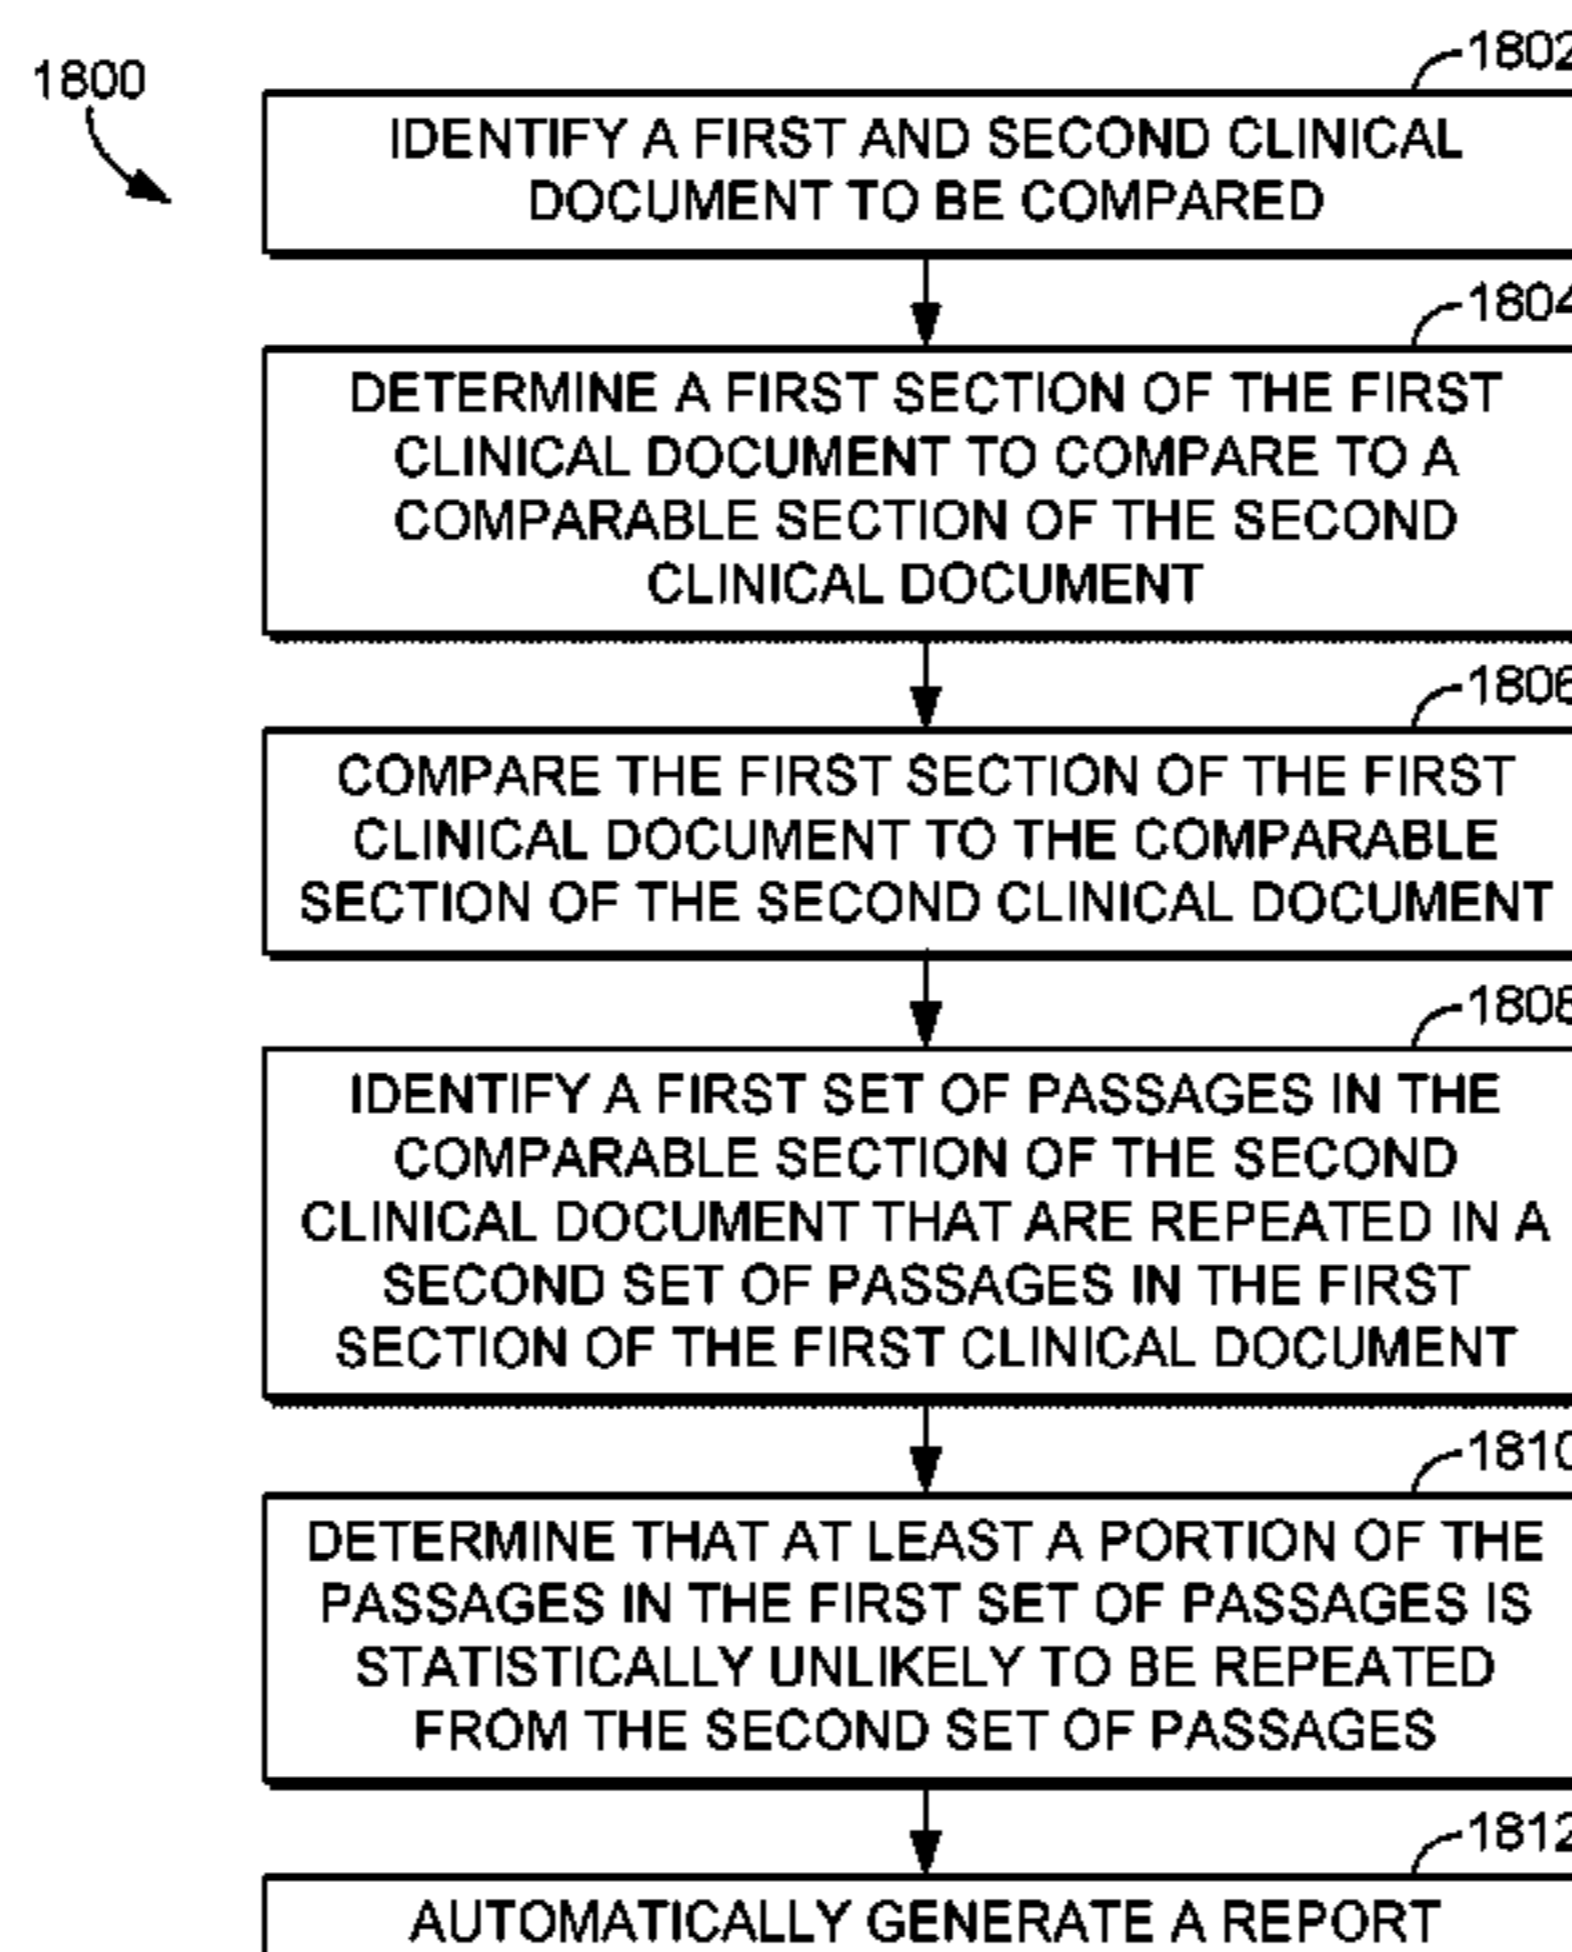 1800
1802
IDENTIFY A FIRST AND SECOND CLINICAL
DOCUMENT TO BE COMPARED
1804
DETERMINE A FIRST SECTION OF THE FIRST
CLINICAL DOCUMENT TO COMPARE TO A
COMPARABLE SECTION OF THE SECOND
CLINICAL DOCUMENT
1806
COMPARE THE FIRST SECTION OF THE FIRST
CLINICAL DOCUMENT TO THE COMPARABLE
SECTION OF THE SECOND CLINICAL DOCUMENT
1808
IDENTIFY A FIRST SET OF PASSAGES IN THE
COMPARABLE SECTION OF THE SECOND
CLINICAL DOCUMENT THAT ARE REPEATED IN A
SECOND SET OF PASSAGES IN THE FIRST
SECTION OF THE FIRST CLINICAL DOCUMENT
1810
DETERMINE THAT AT LEAST A PORTION OF THE
PASSAGES IN THE FIRST SET OF PASSAGES IS
STATISTICALLY UNLIKELY TO BE REPEATED
FROM THE SECOND SET OF PASSAGES
1812
AUTOMATICALLY GENERATE A REPORT